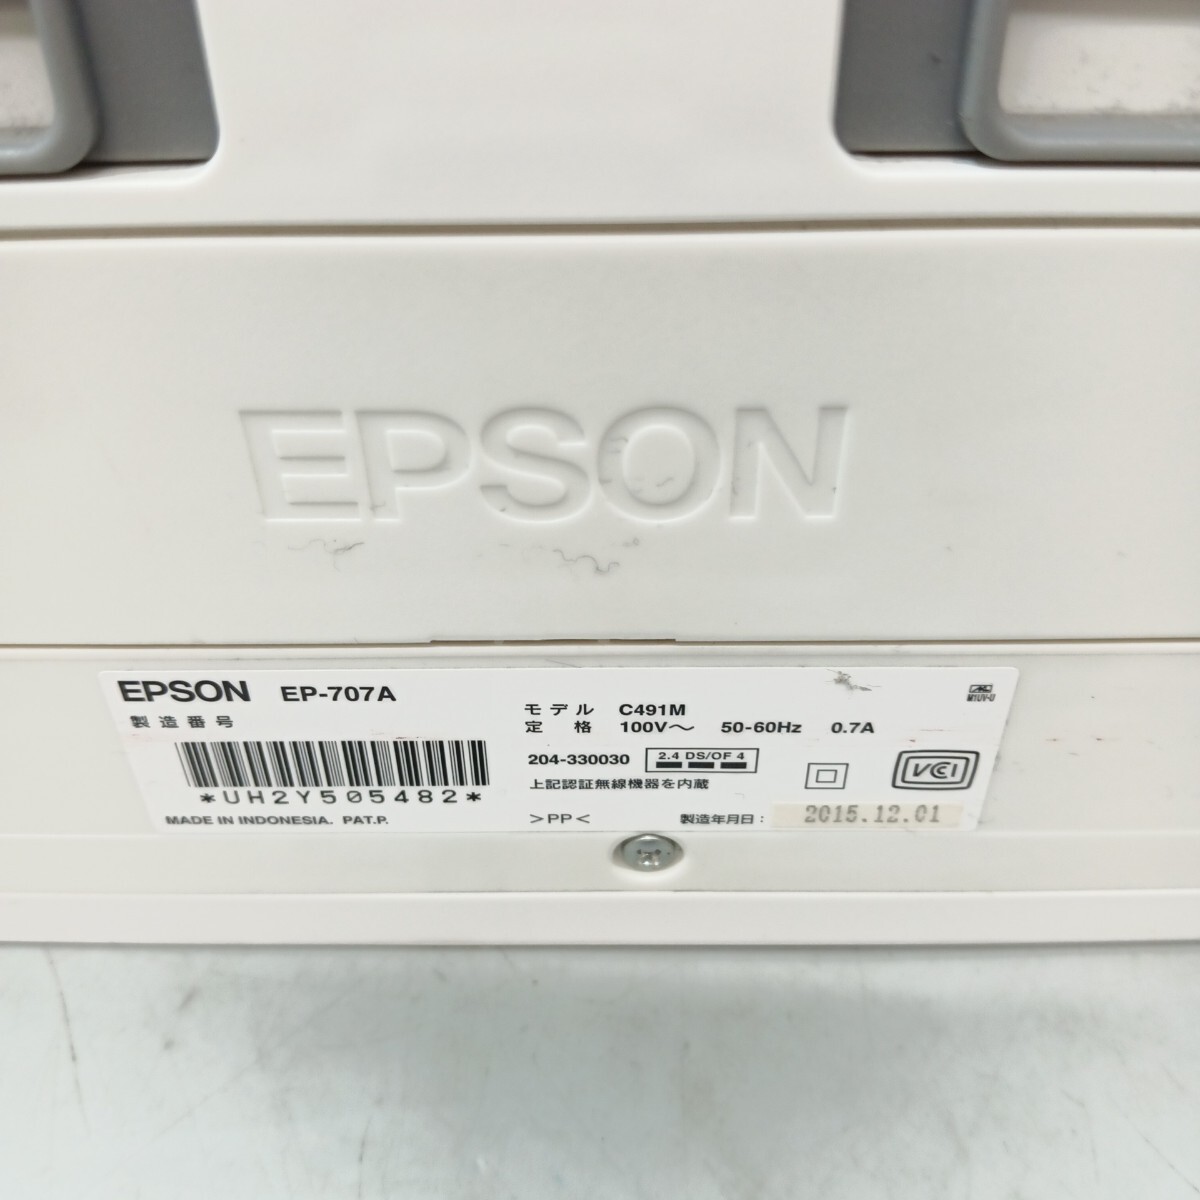 EPSON
EPSON EP-707A
製造番号
*UH2Y505482*
MADE IN INDONESIA. PAT.P.
モデル C491M
定格 100V～ 50-60Hz 0.7A
204-330030 2.4 DS/OF 4
上記認証無線機器を内蔵
>PP<
製造年月日： 2015.12.01
VCCI
M1UV-U